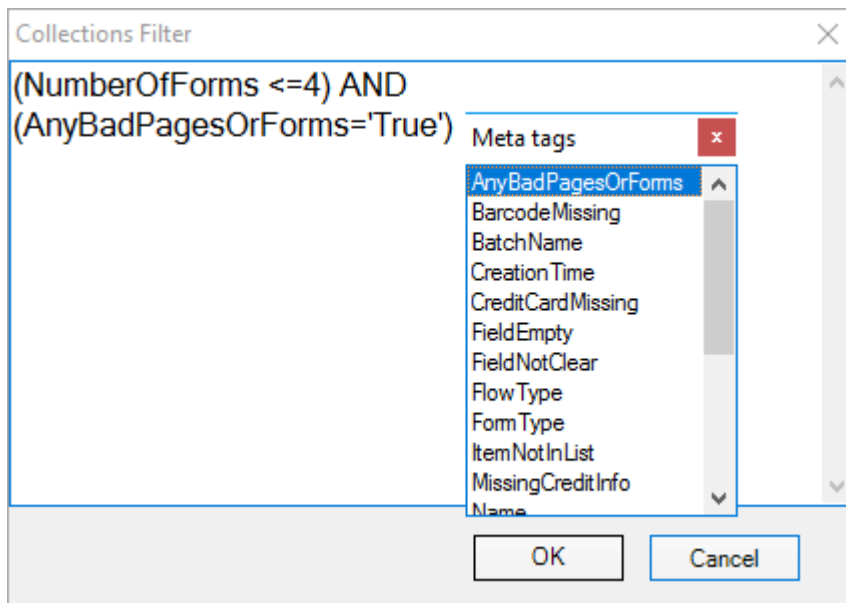 Collections Filter
(NumberOfForms <=4) AND
(AnyBadPagesOrForms='True')
Meta tags
x
AnyBadPagesOrForms
BarcodeMissing
BatchName
CreationTime
CreditCardMissing
FieldEmpty
FieldNotClear
FlowType
FormType
ItemNotInList
MissingCreditInfo
Name
OK
Cancel